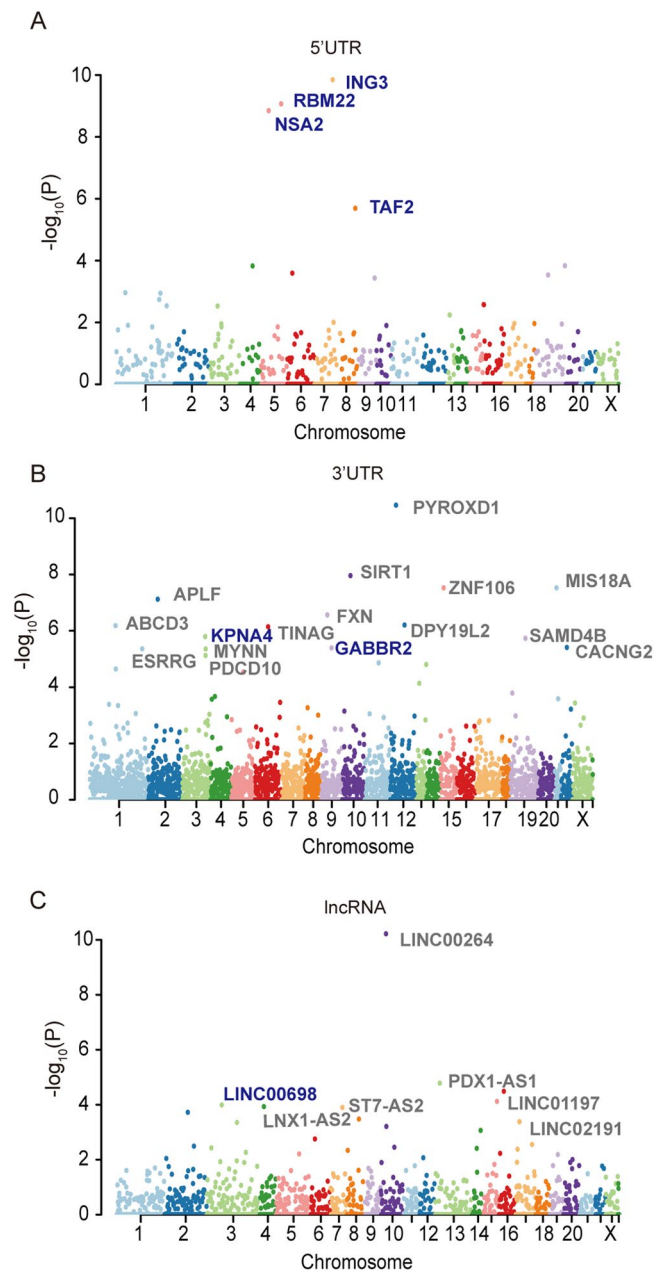 A
5'UTR
10
ING3
RBM22
NSA2
8
6
TAF2
-log10(P)
4
2
0
1 2 3 4 5 6 7 8 9 10 11 13 16 18 20 X
Chromosome
B
3'UTR
10
PYROXD1
8
SIRT1
ZNF106
MIS18A
APLF
FXN
ABCD3
TINAG
DPY19L2
6
KPNA4
SAMD4B
MYNN
GABBR2
CACNG2
ESRRG
PDCD10
-log10(P)
4
2
0
1 2 3 4 5 6 7 8 9 10 11 12 15 17 19 20 X
Chromosome
C
lncRNA
10
LINC00264
8
6
-log10(P)
PDX1-AS1
LINC00698
ST7-AS2
LINC01197
4
LNX1-AS2
LINC02191
2
0
1 2 3 4 5 6 7 8 9 10 12 13 14 16 18 20 X
Chromosome